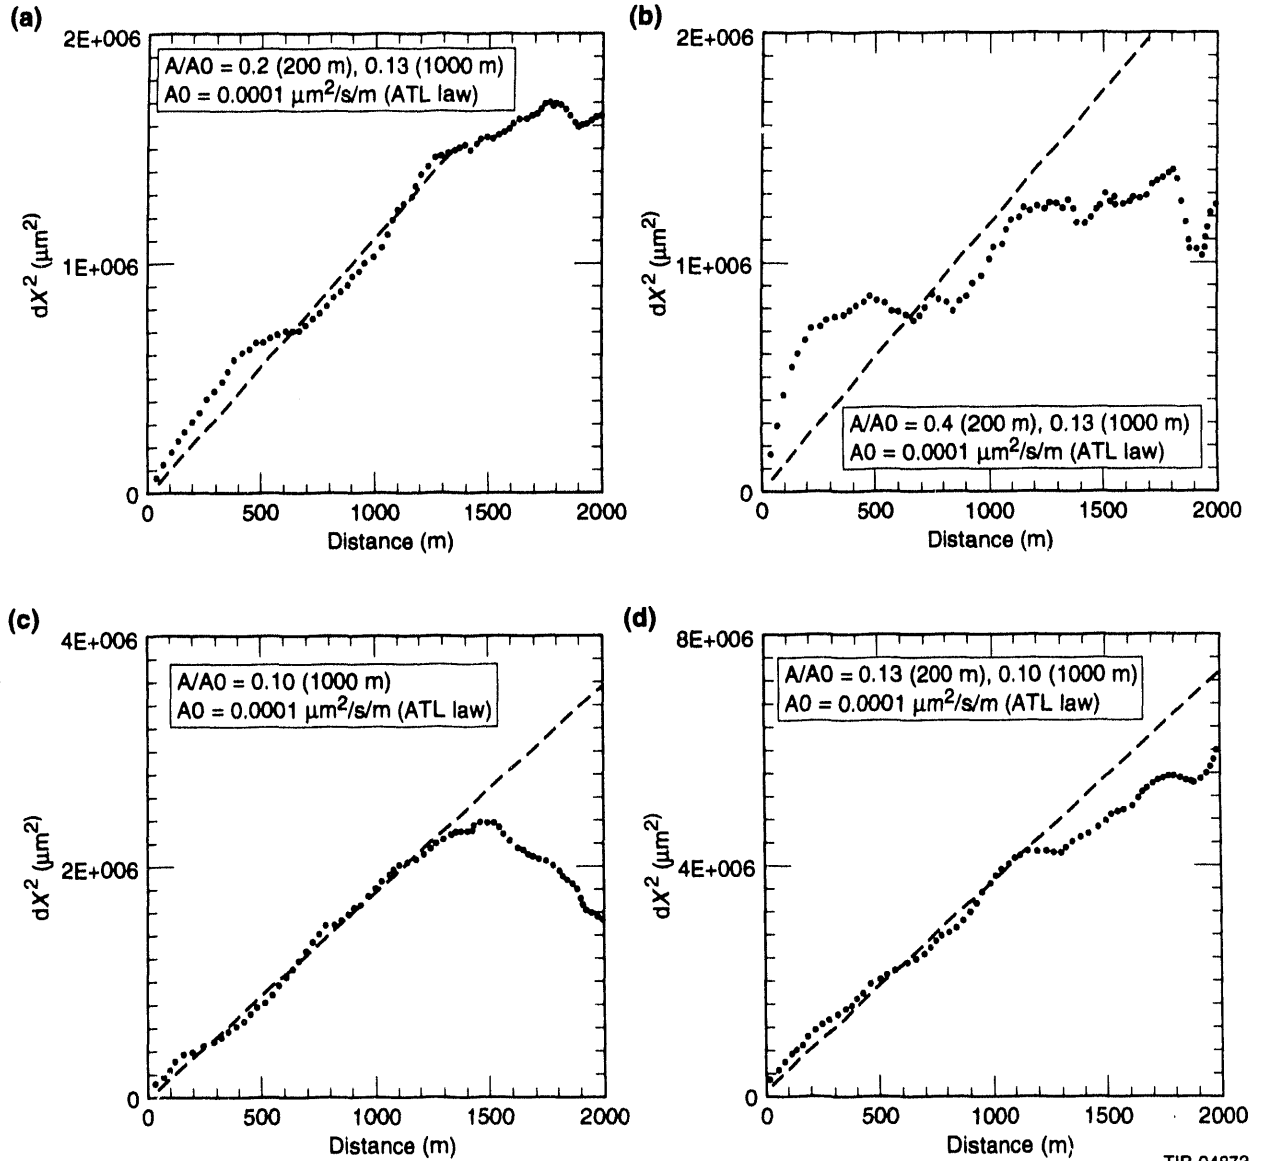 (a)
2E+006
A/A0 = 0.2 (200 m), 0.13 (1000 m)
A0 = 0.0001 μm2/s/m (ATL law)
dX2 (μm2)
1E+006
0
0 500 1000 1500 2000
Distance (m)
(b)
2E+006
dX2 (μm2)
1E+006
A/A0 = 0.4 (200 m), 0.13 (1000 m)
A0 = 0.0001 μm2/s/m (ATL law)
0
0 500 1000 1500 2000
Distance (m)
(c)
4E+006
A/A0 = 0.10 (1000 m)
A0 = 0.0001 μm2/s/m (ATL law)
dX2 (μm2)
2E+006
0
0 500 1000 1500 2000
Distance (m)
(d)
8E+006
A/A0 = 0.13 (200 m), 0.10 (1000 m)
A0 = 0.0001 μm2/s/m (ATL law)
dX2 (μm2)
4E+006
0
0 500 1000 1500 2000
Distance (m)